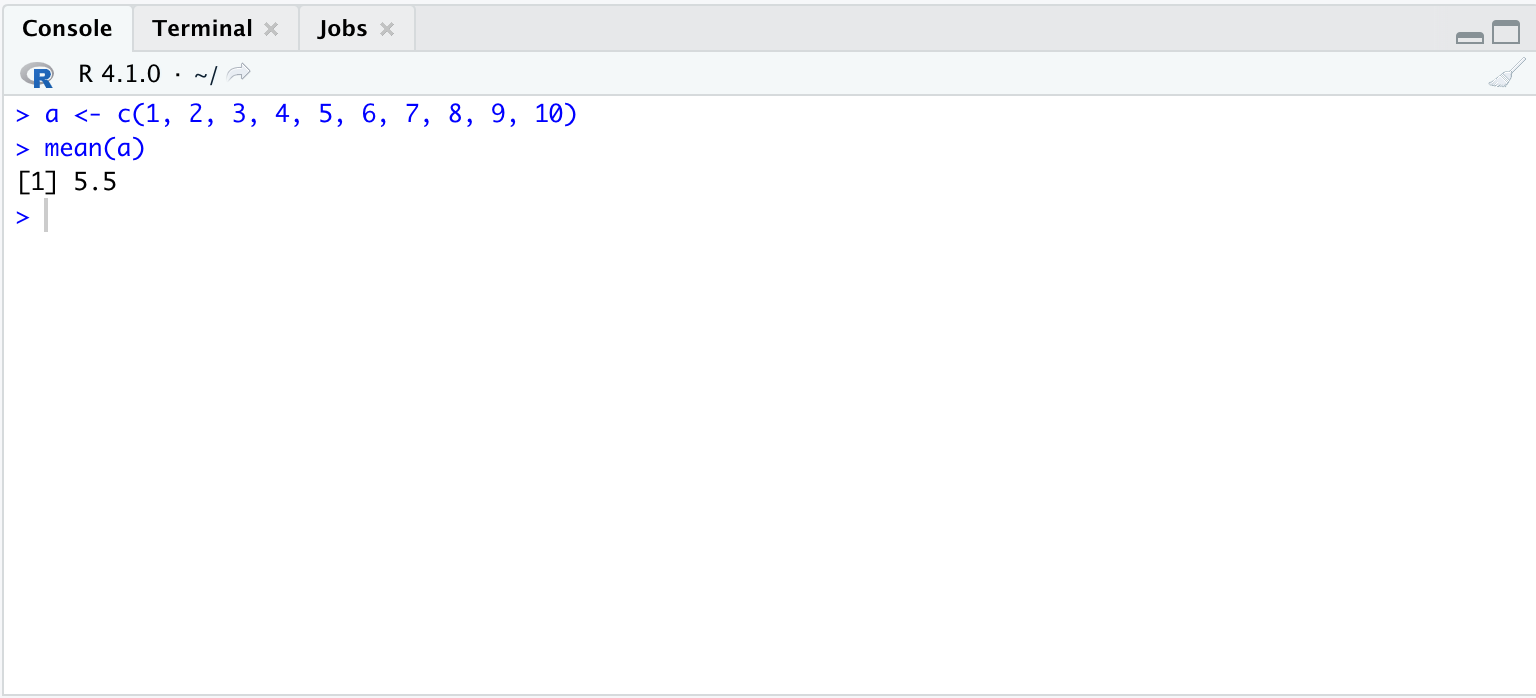 Console Terminal Jobs
R R 4.1.0 · ~/
> a <- c(1, 2, 3, 4, 5, 6, 7, 8, 9, 10)
> mean(a)
[1] 5.5
>